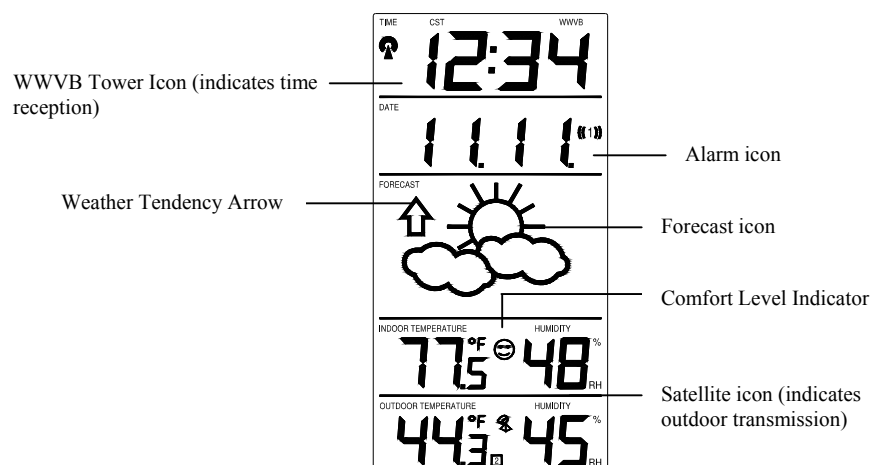 TIME CST WWVB
12:34
WWVB Tower Icon (indicates time
reception)
DATE
11.11. ((1))
Alarm icon
FORECAST
Weather Tendency Arrow
Forecast icon
Comfort Level Indicator
INDOOR TEMPERATURE HUMIDITY
77.5 °F 48 % RH
Satellite icon (indicates
outdoor transmission)
OUTDOOR TEMPERATURE HUMIDITY
44.3 °F 2 45 % RH